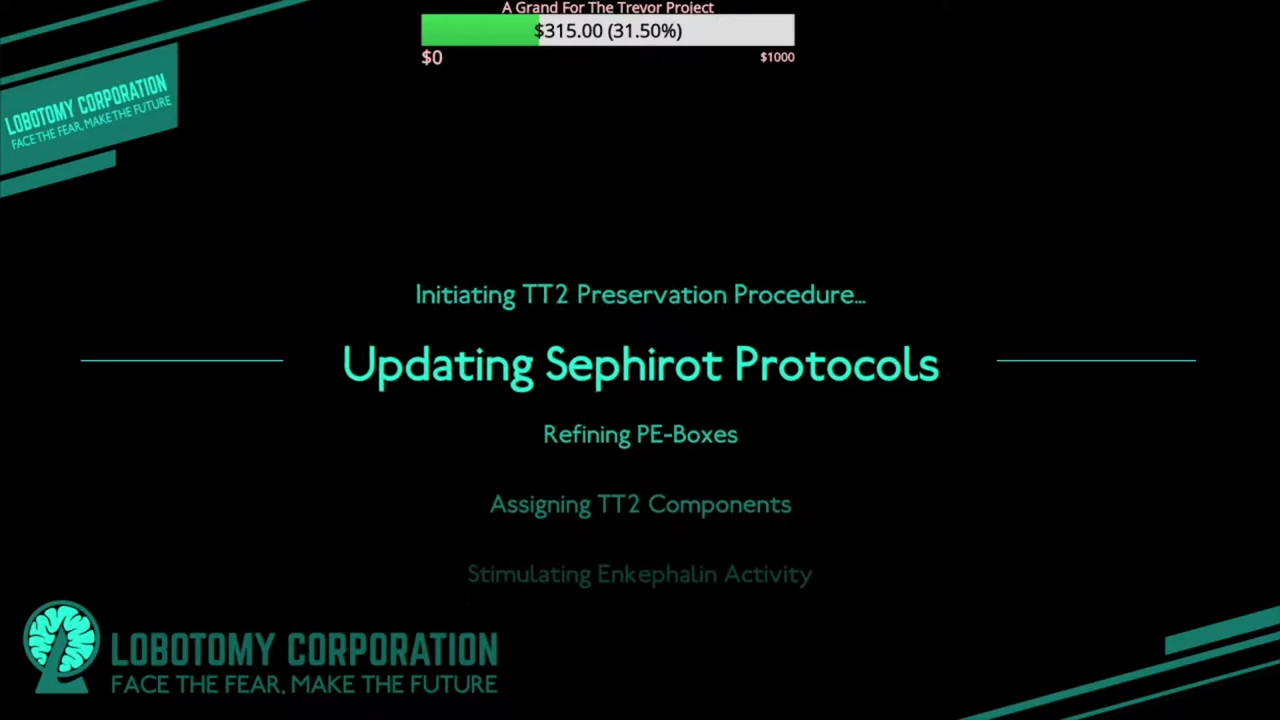 A Grand For The Trevor Project
$315.00 (31.50%)
$0
$1000
LOBOTOMY CORPORATION
FACE THE FEAR, MAKE THE FUTURE
Initiating TT2 Preservation Procedure...
Updating Sephirot Protocols
Refining PE-Boxes
Assigning TT2 Components
Stimulating Enkephalin Activity
LOBOTOMY CORPORATION
FACE THE FEAR, MAKE THE FUTURE